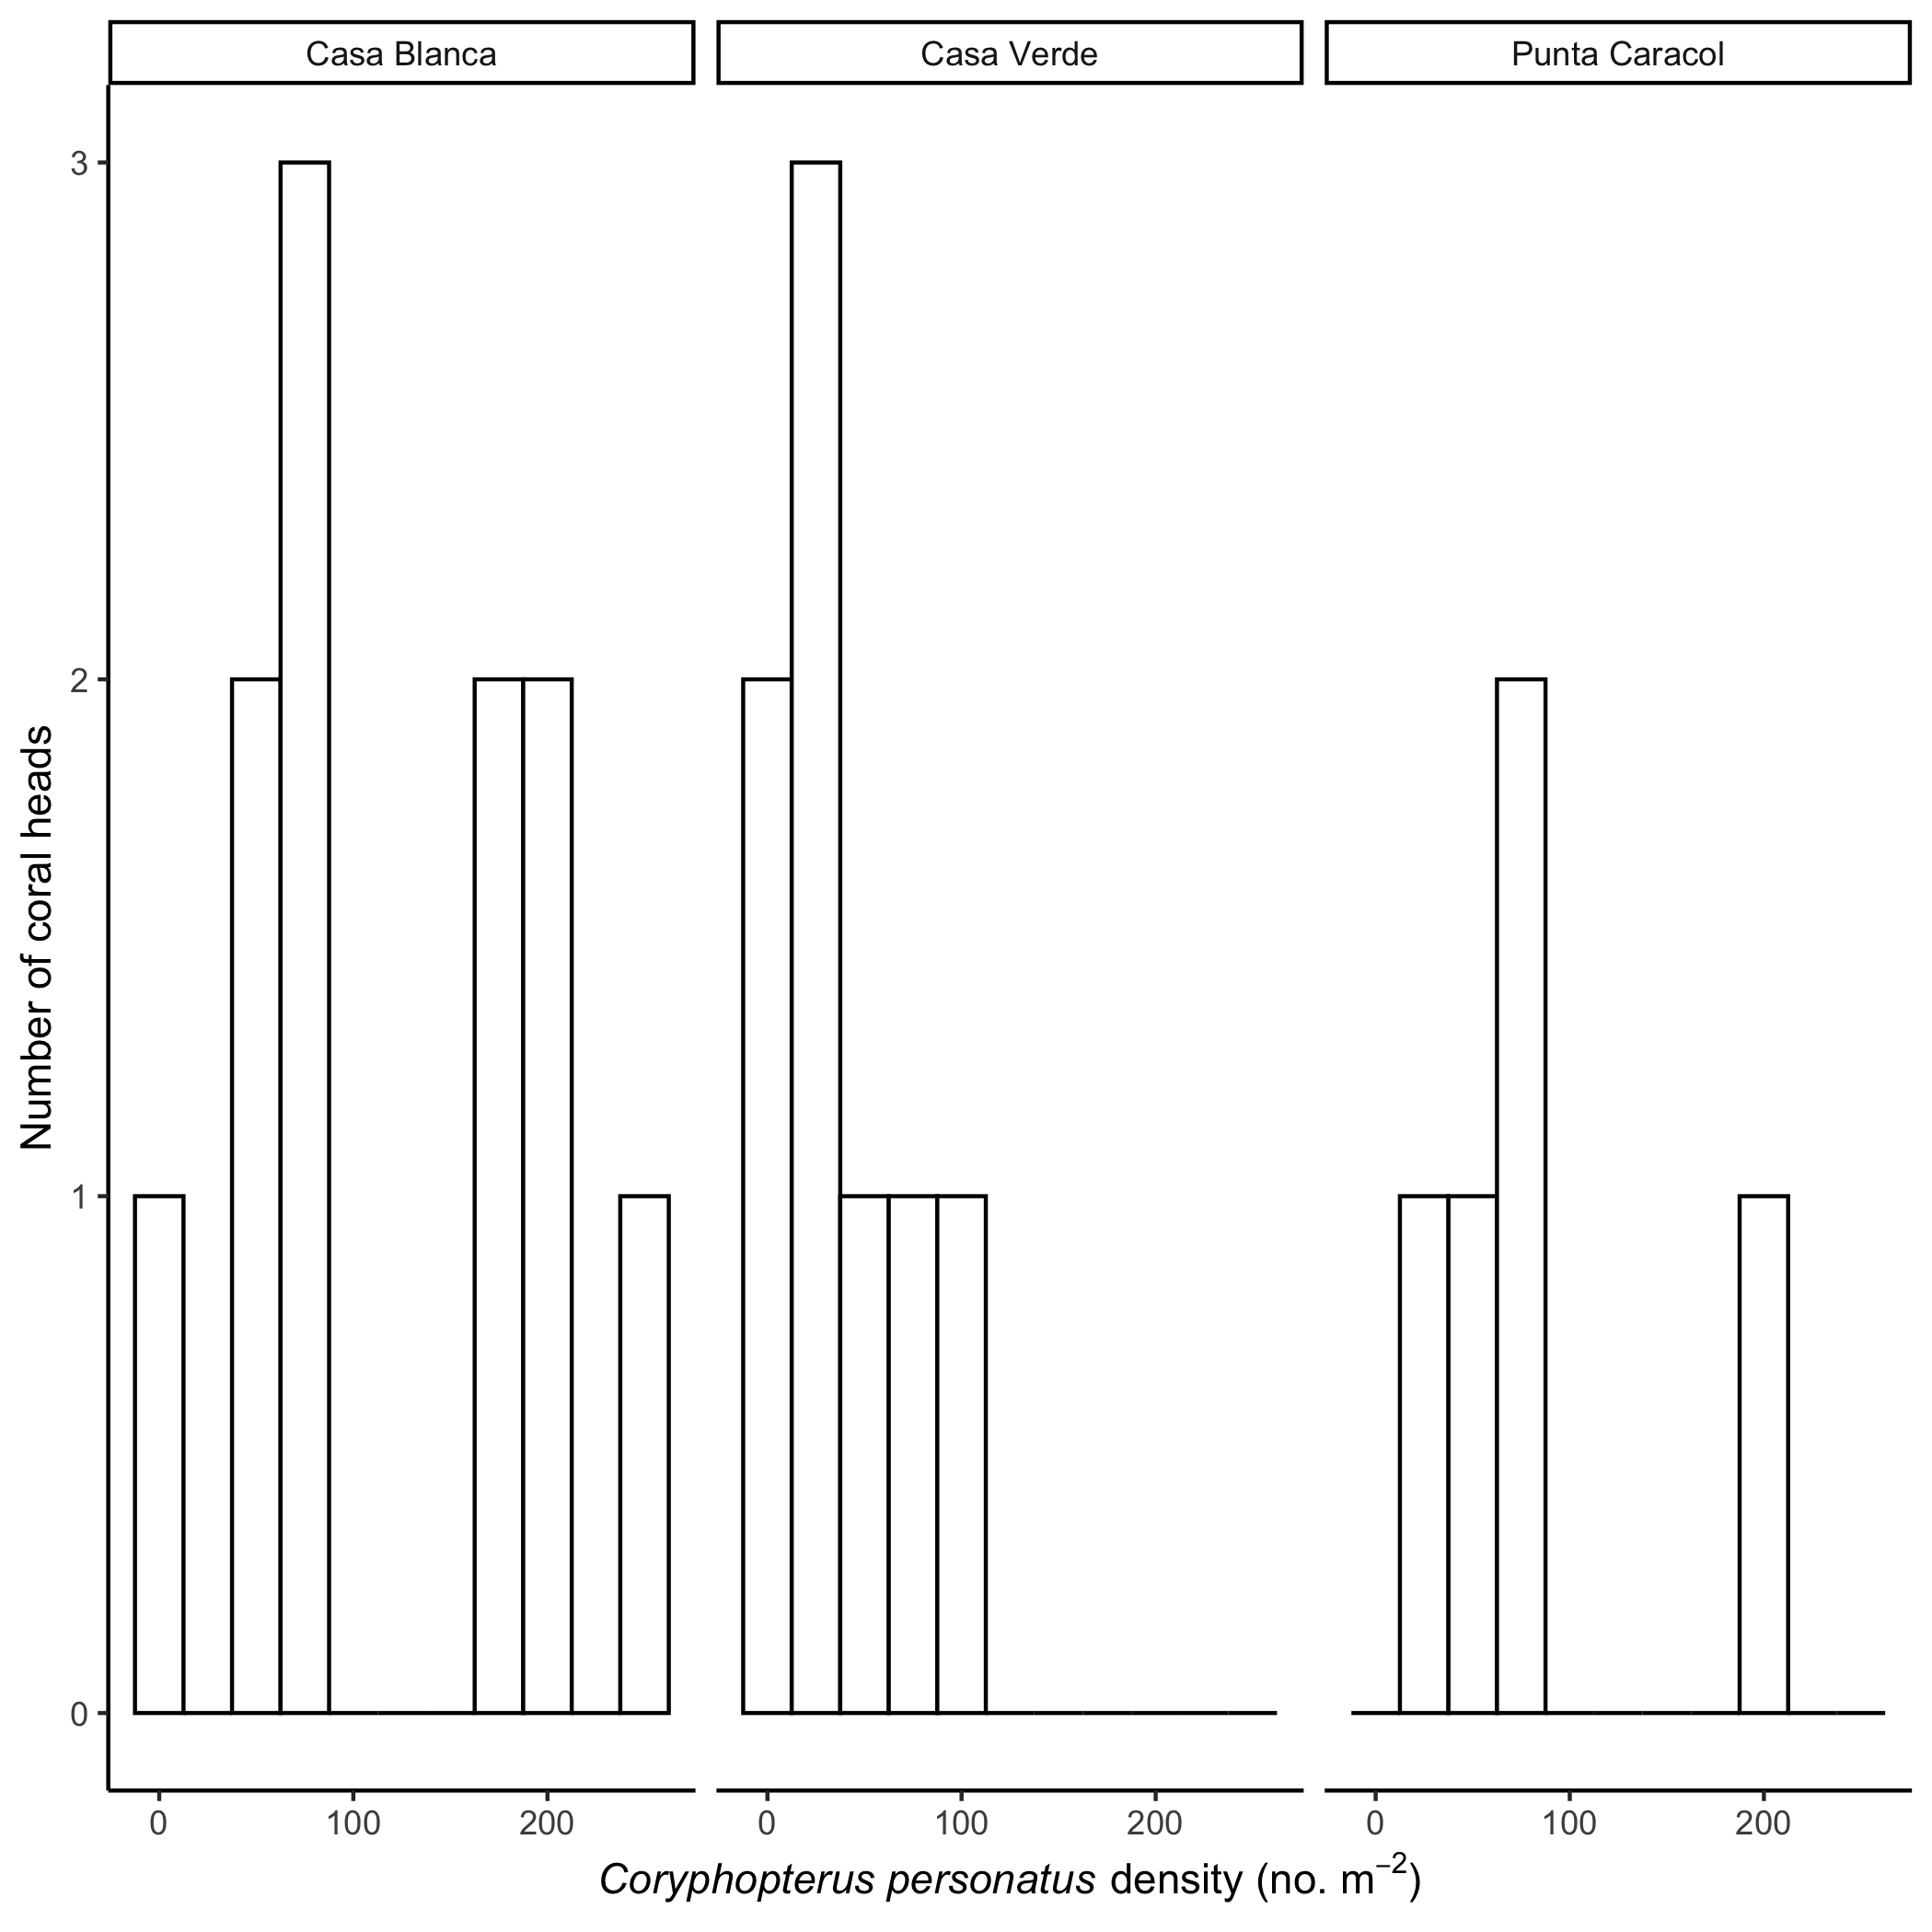 Casa Blanca Casa Verde Punta Caracol
3
2
1
0
0 100 200 0 100 200 0 100 200
Number of coral heads
Coryphopterus personatus density (no. m⁻²)